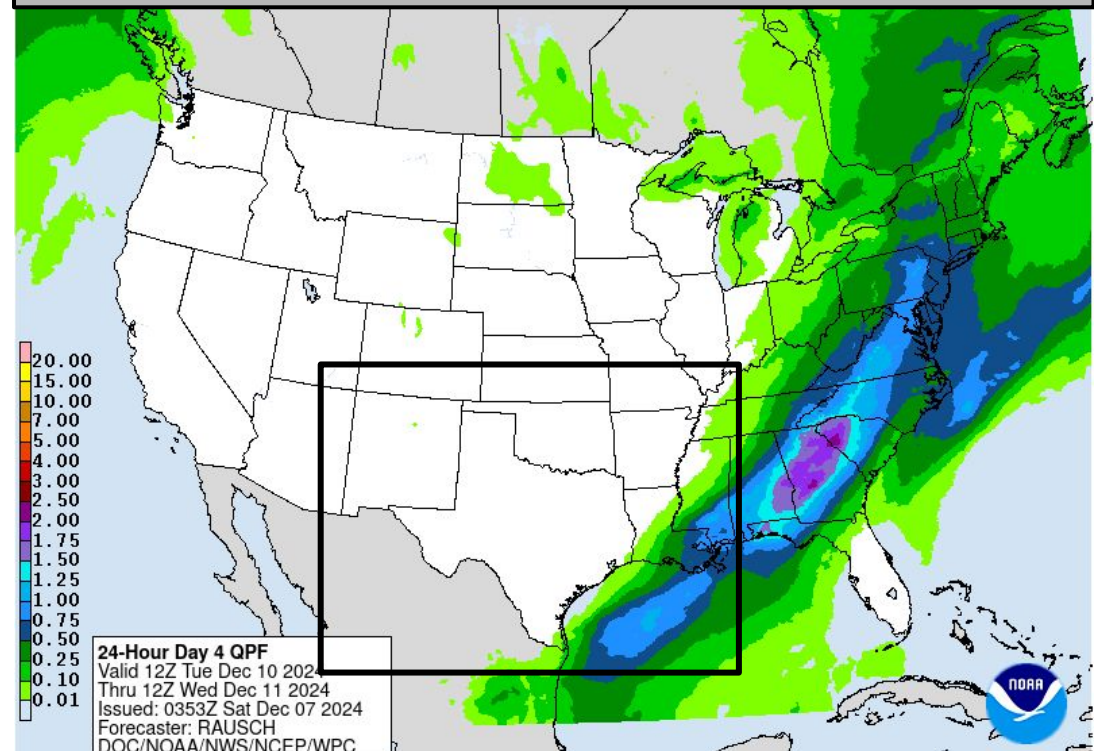 20.00
15.00
10.00
7.00
5.00
4.00
3.00
2.50
2.00
1.75
1.50
1.25
1.00
0.75
0.50
0.25
0.10
0.01
24-Hour Day 4 QPF
Valid 12Z Tue Dec 10 2024
Thru 12Z Wed Dec 11 2024
Issued: 0353Z Sat Dec 07 2024
Forecaster: RAUSCH
DOC/NOAA/NWS/NCEP/WPC
NOAA